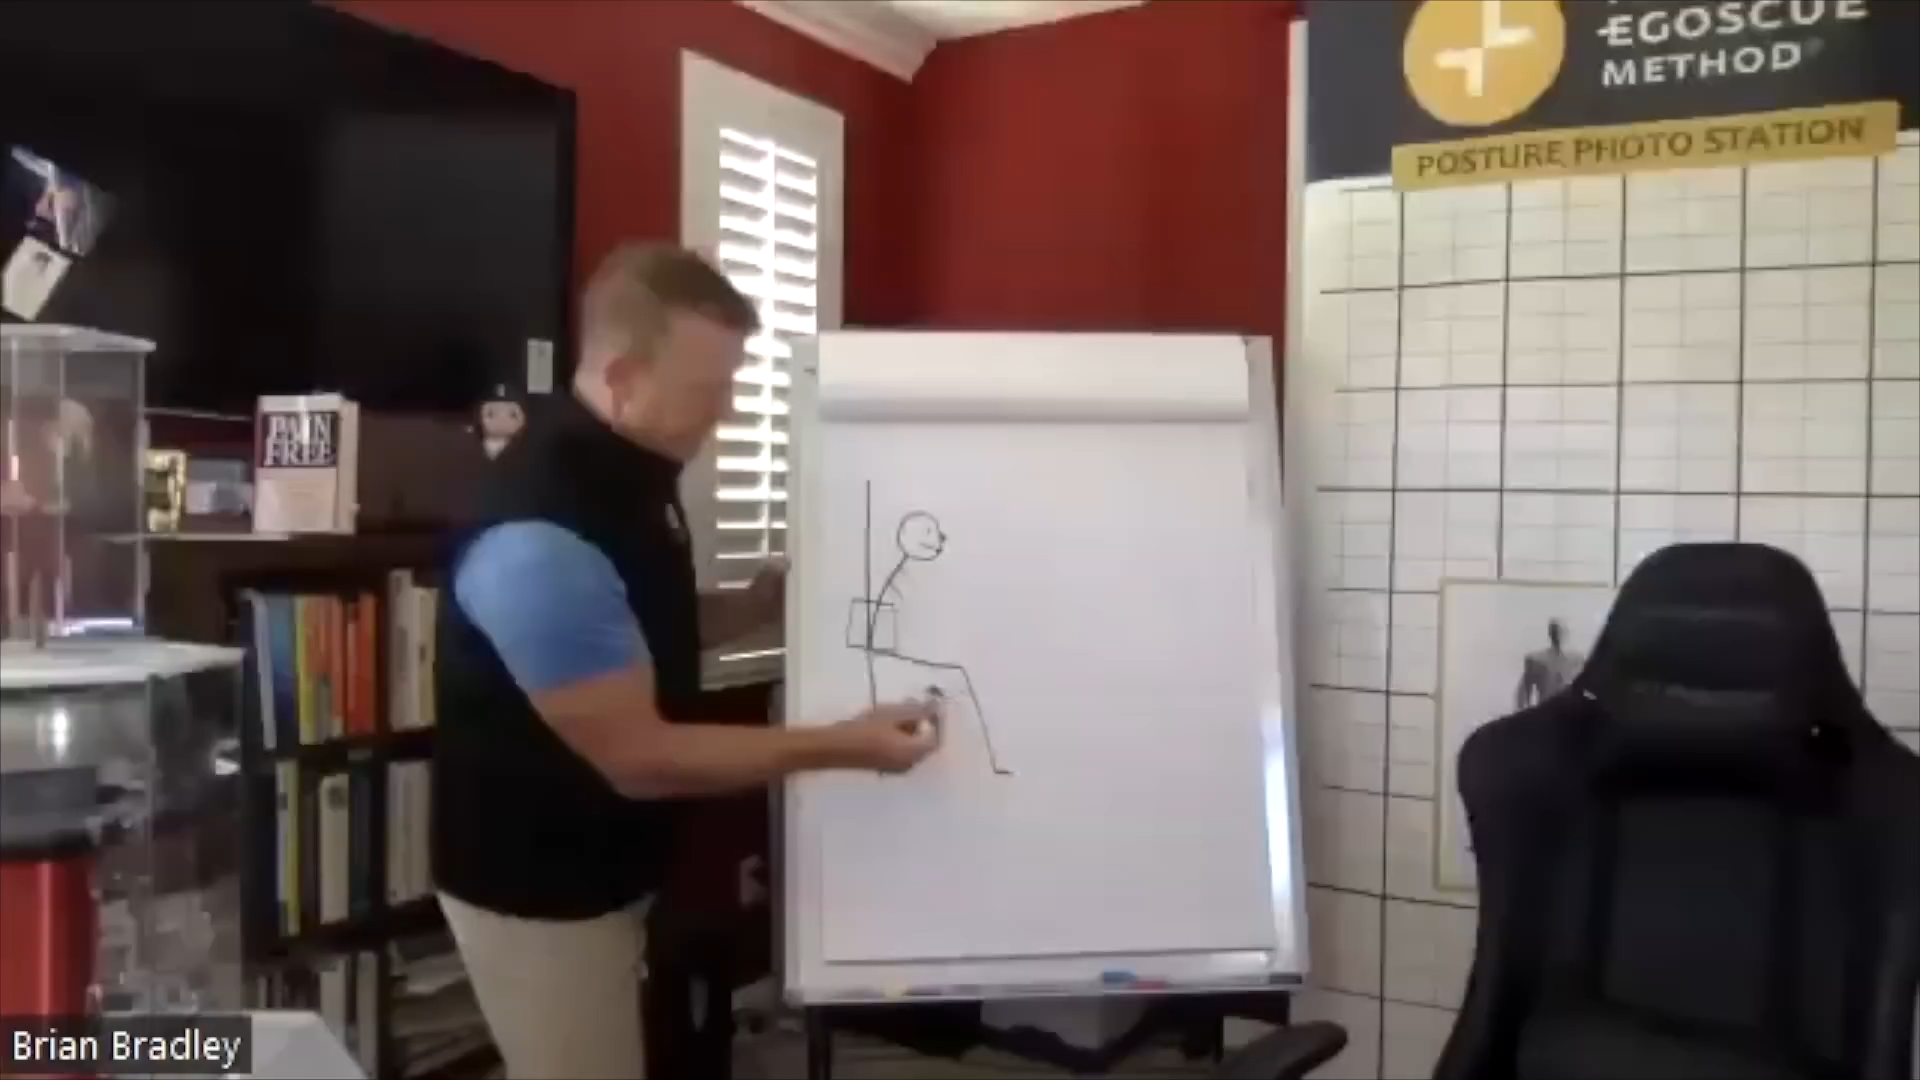 EGOSCUE
METHOD®
POSTURE PHOTO STATION
PAIN
FREE
Brian Bradley